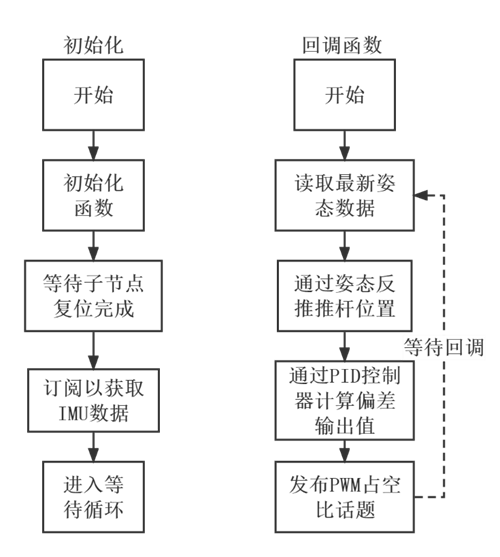 初始化
开始
初始化
函数
等待子节点
复位完成
订阅以获取
IMU数据
进入等
待循环
回调函数
开始
读取最新姿
态数据
通过姿态反
推推杆位置
等待回调
通过PID控制
器计算偏差
输出值
发布PWM占空
比话题